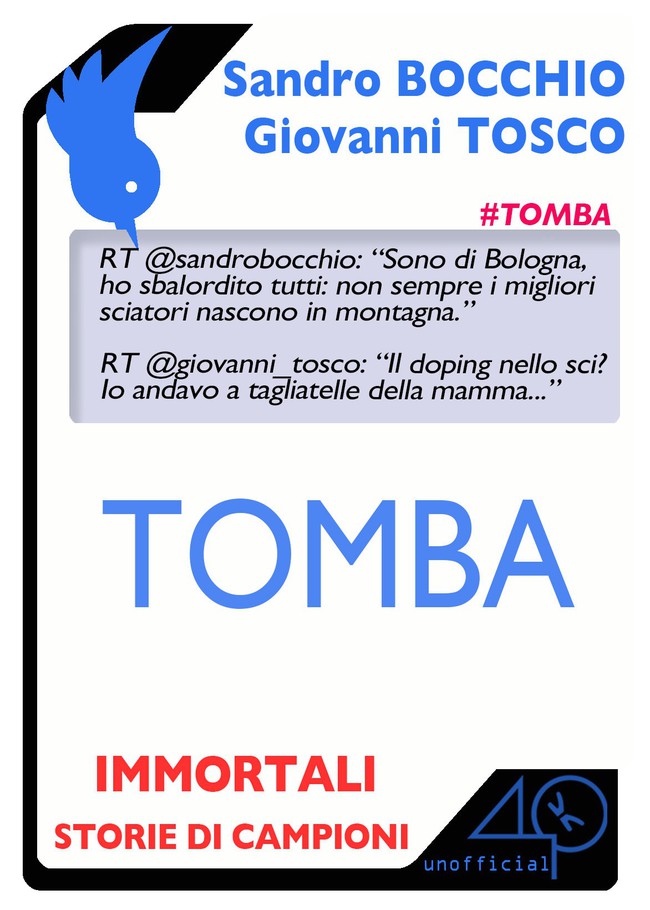 Sandro BOCCHIO
Giovanni TOSCO
#TOMBA
RT @sandrobocchio: “Sono di Bologna,
ho sbalordito tutti: non sempre i migliori
sciatori nascono in montagna.”
RT @giovanni_tosco: “Il doping nello sci?
Io andavo a tagliatelle della mamma...”
TOMBA
IMMORTALI
STORIE DI CAMPIONI
40K
unofficial